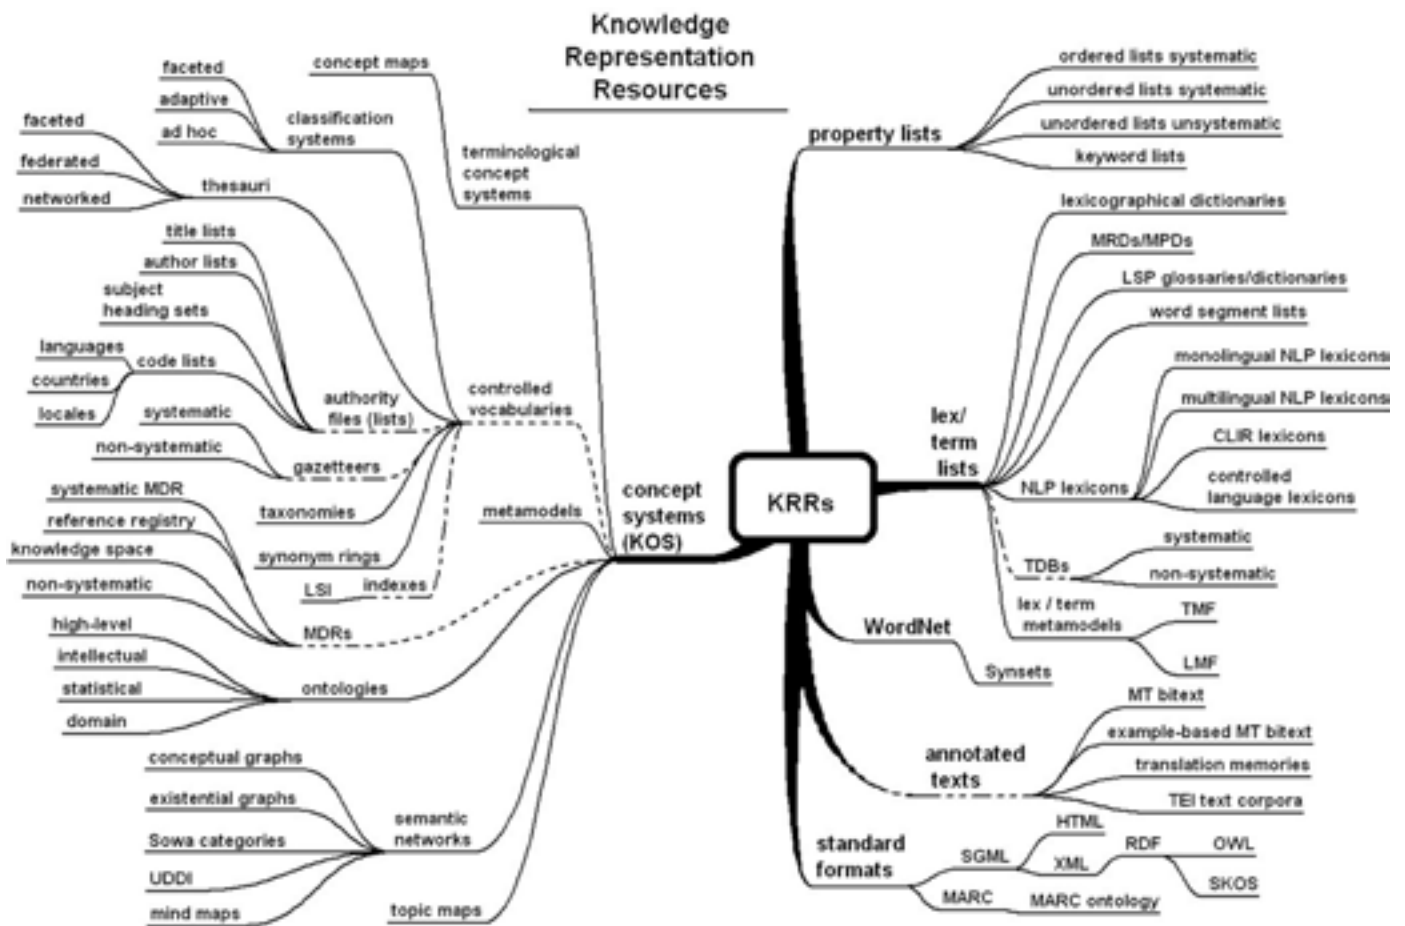 Knowledge
Representation
Resources
concept maps
terminological
concept
systems
faceted
adaptive
ad hoc
classification
systems
faceted
federated
networked
thesauri
title lists
author lists
subject
heading sets
languages
countries
locales
code lists
authority
files (lists)
controlled
vocabularies
systematic
non-systematic
gazetteers
taxonomies
synonym rings
LSI
indexes
metamodels
concept
systems
(KOS)
systematic MDR
reference registry
knowledge space
non-systematic
MDRs
high-level
intellectual
statistical
domain
ontologies
conceptual graphs
existential graphs
Sowa categories
UDDI
mind maps
semantic
networks
topic maps
KRRs
property lists
ordered lists systematic
unordered lists systematic
unordered lists unsystematic
keyword lists
lex/
term
lists
lexicographical dictionaries
MRDs/MPDs
LSP glossaries/dictionaries
word segment lists
NLP lexicons
monolingual NLP lexicons
multilingual NLP lexicons
CLIR lexicons
controlled
language lexicons
TDBs
systematic
non-systematic
lex / term
metamodels
TMF
LMF
WordNet
Synsets
annotated
texts
MT bitext
example-based MT bitext
translation memories
TEI text corpora
standard
formats
SGML
HTML
XML
RDF
OWL
SKOS
MARC
MARC ontology